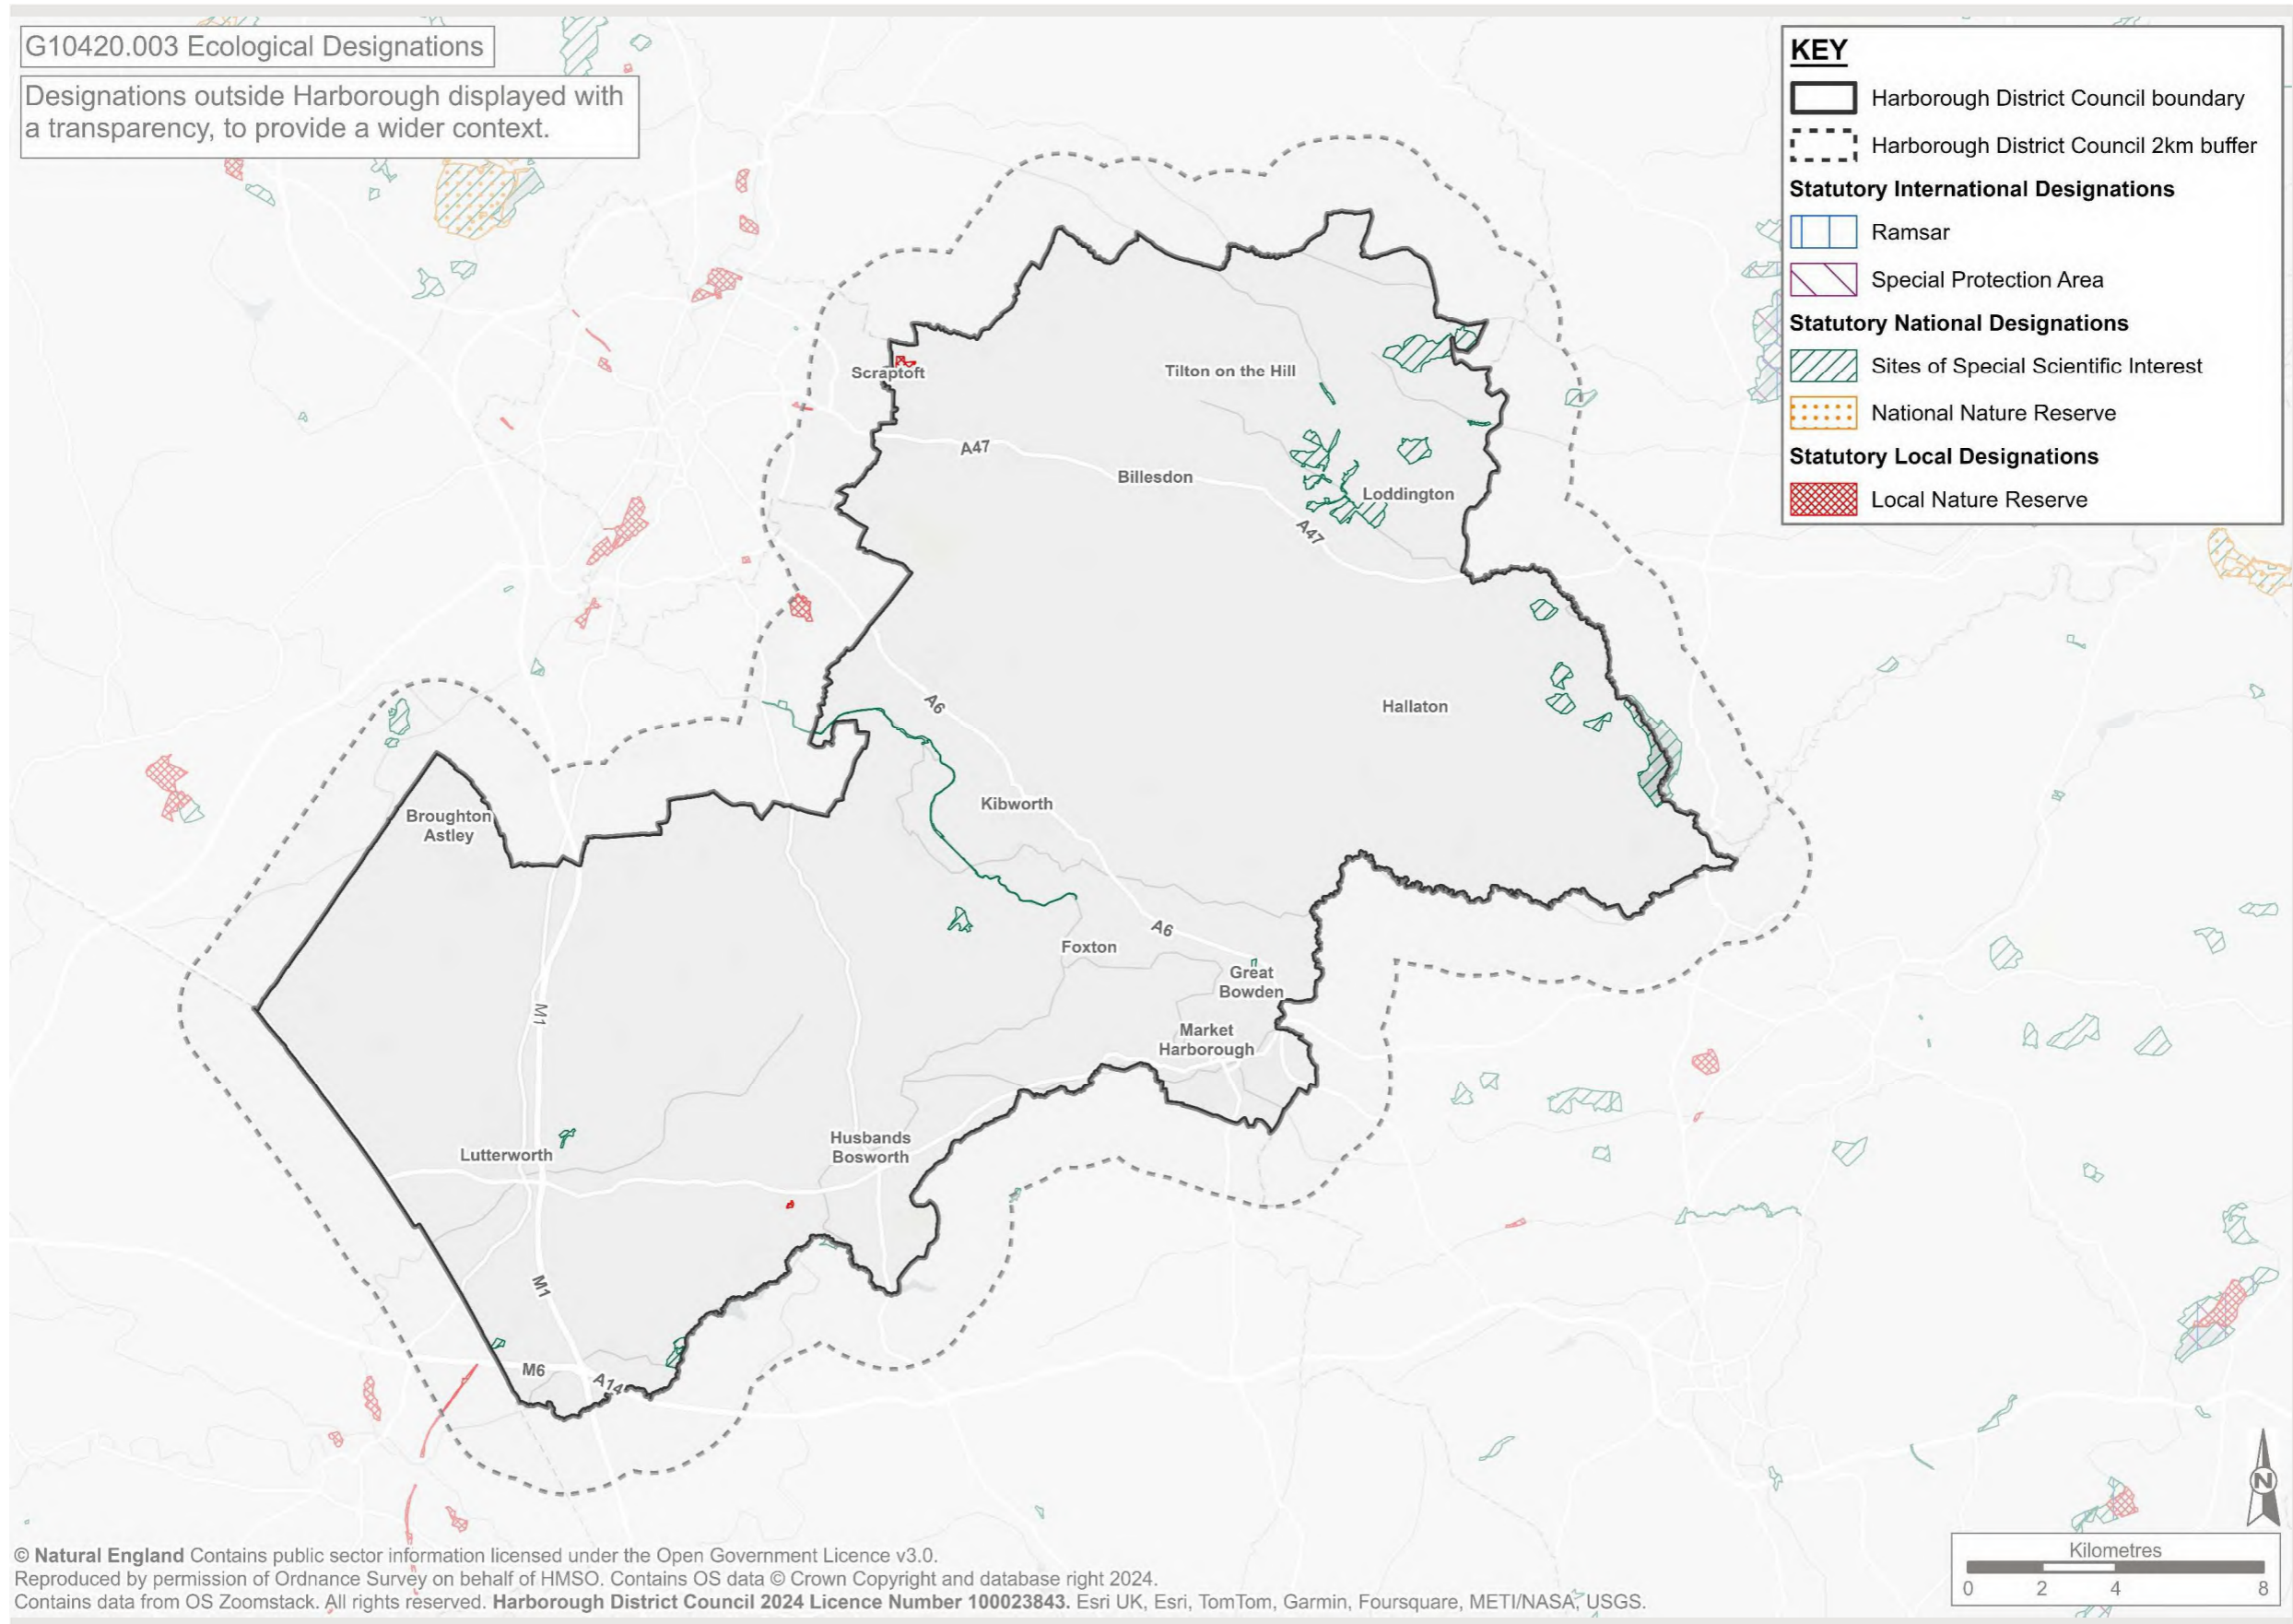 G10420.003 Ecological Designations
Designations outside Harborough displayed with
a transparency, to provide a wider context.
KEY
Harborough District Council boundary
Harborough District Council 2km buffer
Statutory International Designations
Ramsar
Special Protection Area
Statutory National Designations
Sites of Special Scientific Interest
National Nature Reserve
Statutory Local Designations
Local Nature Reserve
Scraptoft
Tilton on the Hill
A47
Billesdon
Loddington
A47
A6
Hallaton
Kibworth
Broughton
Astley
A6
Foxton
Great
Bowden
M1
Market
Harborough
Husbands
Bosworth
Lutterworth
M1
M6
A14
N
Kilometres
0 2 4 8
© Natural England Contains public sector information licensed under the Open Government Licence v3.0.
Reproduced by permission of Ordnance Survey on behalf of HMSO. Contains OS data © Crown Copyright and database right 2024.
Contains data from OS Zoomstack. All rights reserved. Harborough District Council 2024 Licence Number 100023843. Esri UK, Esri, TomTom, Garmin, Foursquare, METI/NASA, USGS.